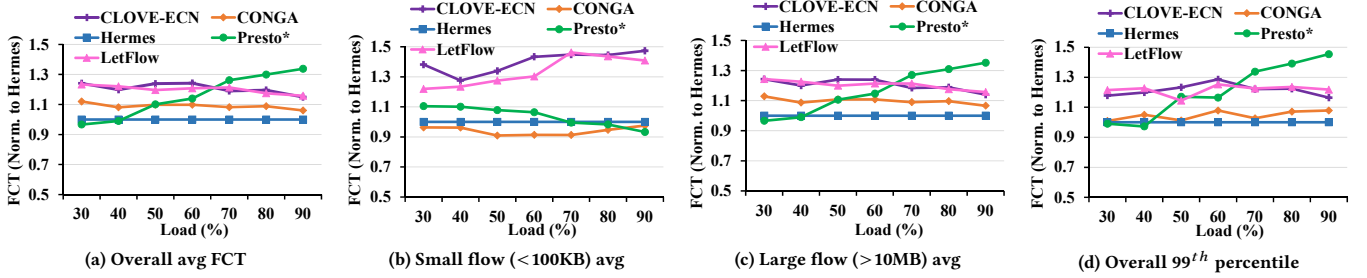 CLOVE-ECN CONGA
Hermes Presto*
LetFlow
FCT (Norm. to Hermes)
1.5
1.3
1.1
0.9
0.7
0.5
30 40 50 60 70 80 90
Load (%)
(a) Overall avg FCT
CLOVE-ECN CONGA
Hermes Presto*
LetFlow
FCT (Norm. to Hermes)
1.5
1.3
1.1
0.9
0.7
0.5
30 40 50 60 70 80 90
Load (%)
(b) Small flow (<100KB) avg
CLOVE-ECN CONGA
Hermes Presto*
LetFlow
FCT (Norm. to Hermes)
1.5
1.3
1.1
0.9
0.7
0.5
30 40 50 60 70 80 90
Load (%)
(c) Large flow (>10MB) avg
CLOVE-ECN CONGA
Hermes Presto*
LetFlow
FCT (Norm. to Hermes)
1.5
1.3
1.1
0.9
0.7
0.5
30 40 50 60 70 80 90
Load (%)
(d) Overall 99th percentile